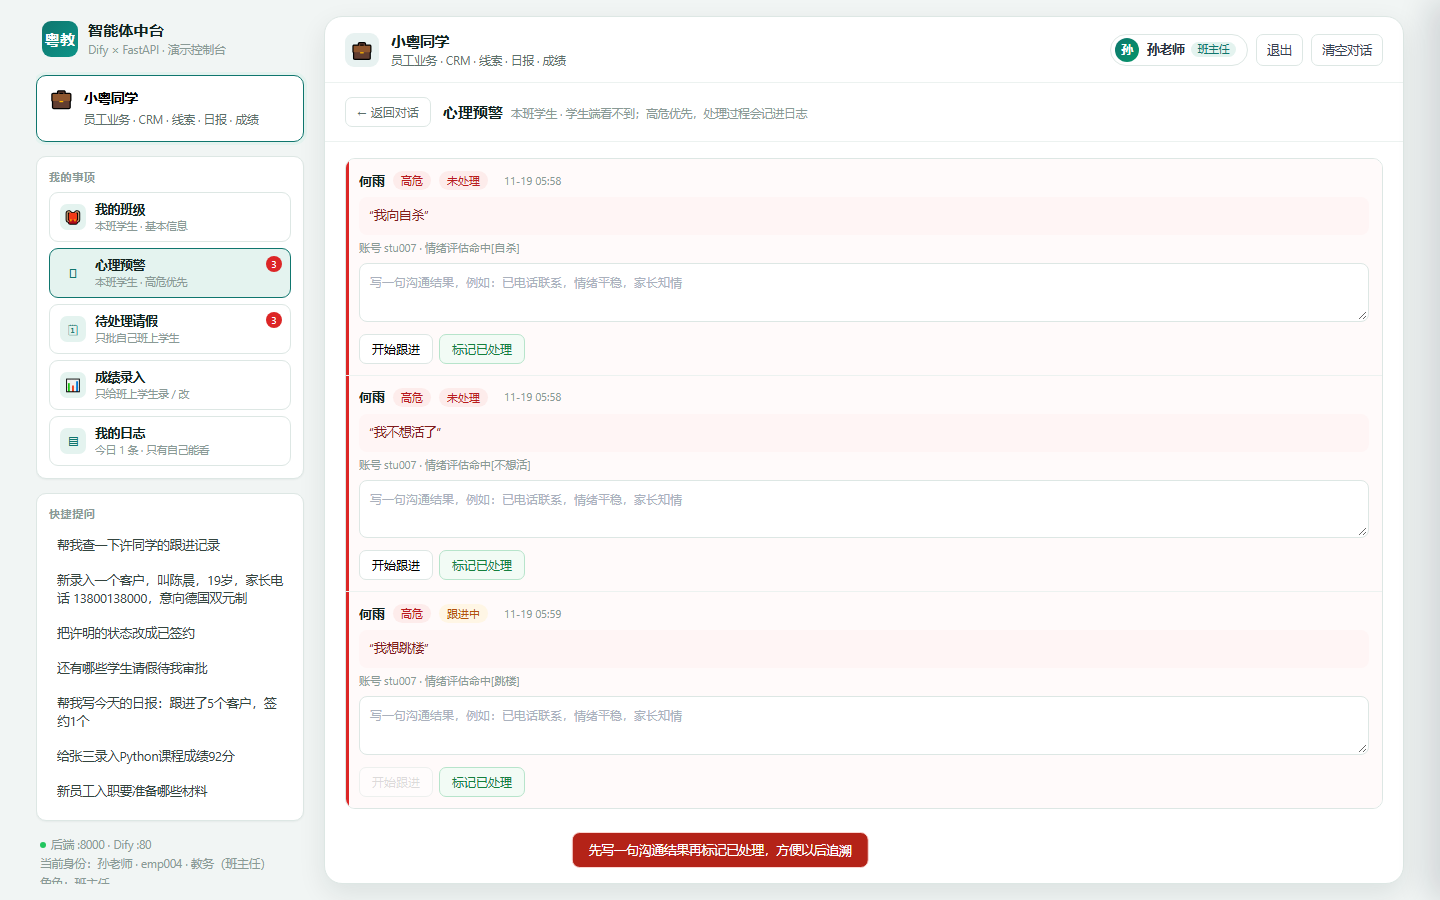 粤教
智能体中台
Dify × FastAPI · 演示控制台
小粤同学
员工业务 · CRM · 线索 · 日报 · 成绩
我的事项
我的班级
本班学生 · 基本信息
心理预警
本班学生 · 高危优先
3
待处理请假
只批自己班上学生
3
成绩录入
只给班上学生录 / 改
我的日志
今日 1 条 · 只有自己能看
快捷提问
帮我查一下许同学的跟进记录
新录入一个客户，叫陈晨，19岁，家长电
话 13800138000，意向德国双元制
把许明的状态改成已签约
还有哪些学生请假待我审批
帮我写今天的日报：跟进了5个客户，签
约1个
给张三录入Python课程成绩92分
新员工入职要准备哪些材料
后端 :8000 · Dify :80
当前身份：孙老师 · emp004 · 教务（班主任）
角色：班主任
小粤同学
员工业务 · CRM · 线索 · 日报 · 成绩
孙 孙老师 班主任
退出
清空对话
← 返回对话
心理预警 本班学生 · 学生端看不到；高危优先，处理过程会记进日志
何雨 高危 未处理 11-19 05:58
“我向自杀”
账号 stu007 · 情绪评估命中[自杀]
写一句沟通结果，例如：已电话联系，情绪平稳，家长知情
开始跟进 标记已处理
何雨 高危 未处理 11-19 05:58
“我不想活了”
账号 stu007 · 情绪评估命中[不想活]
写一句沟通结果，例如：已电话联系，情绪平稳，家长知情
开始跟进 标记已处理
何雨 高危 跟进中 11-19 05:59
“我想跳楼”
账号 stu007 · 情绪评估命中[跳楼]
写一句沟通结果，例如：已电话联系，情绪平稳，家长知情
开始跟进 标记已处理
先写一句沟通结果再标记已处理，方便以后追溯